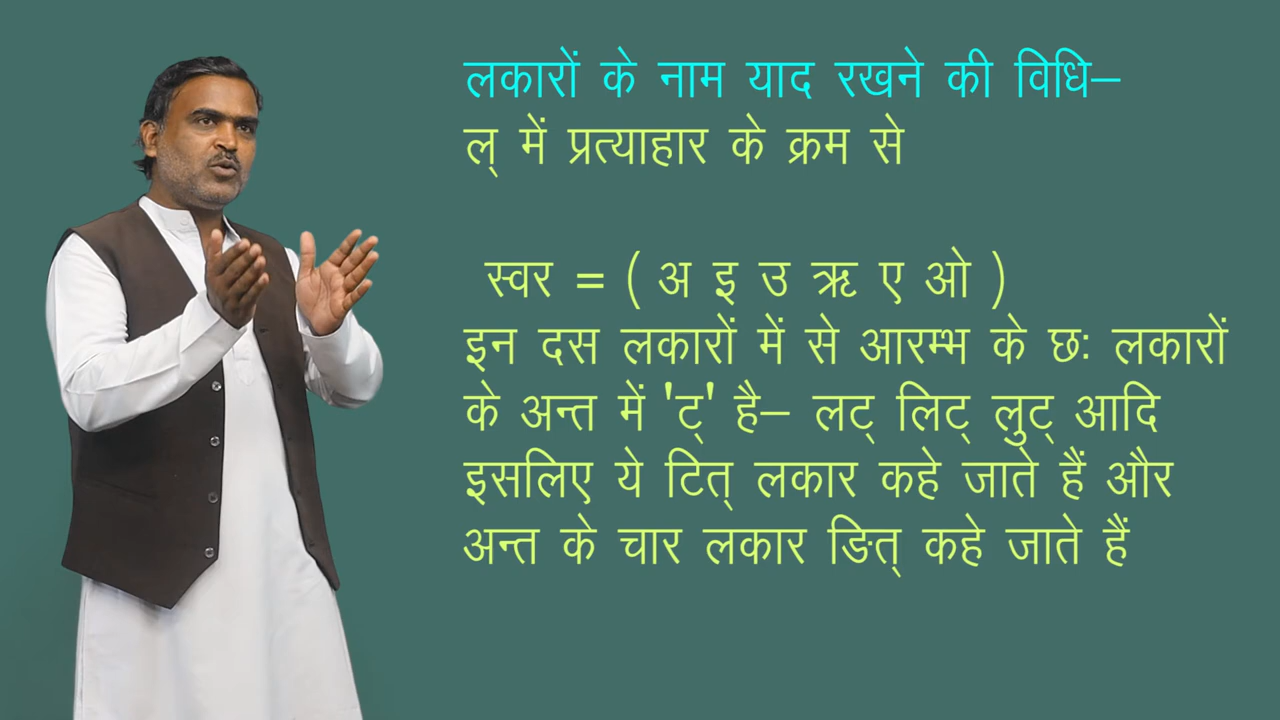 लकारों के नाम याद रखने की विधि–
ल् में प्रत्याहार के क्रम से
स्वर = ( अ इ उ ऋ ए ओ )
इन दस लकारों में से आरम्भ के छः लकारों
के अन्त में 'ट्' है– लट् लिट् लुट् आदि
इसलिए ये टित् लकार कहे जाते हैं और
अन्त के चार लकार ङित् कहे जाते हैं